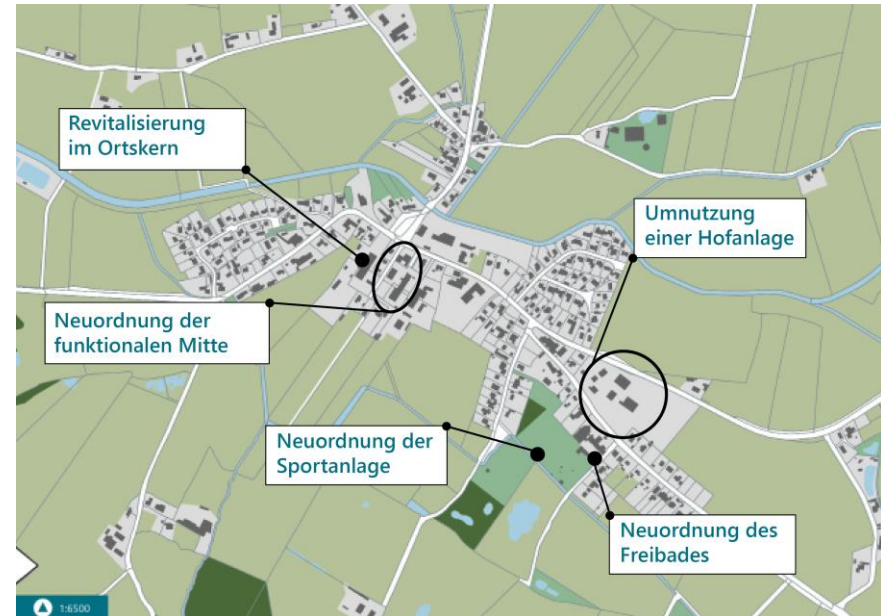 Revitalisierung
im Ortskern
Umnutzung
einer Hofanlage
Neuordnung der
funktionalen Mitte
Neuordnung der
Sportanlage
Neuordnung des
Freibades
1:6500